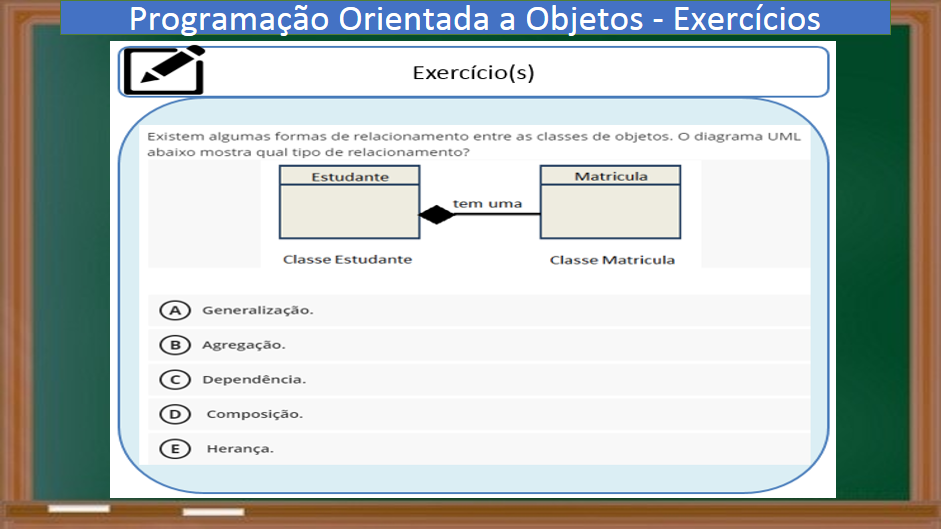 Programação Orientada a Objetos - Exercícios
Exercício(s)
Existem algumas formas de relacionamento entre as classes de objetos. O diagrama UML
abaixo mostra qual tipo de relacionamento?
Estudante
Matricula
tem uma
Classe Estudante
Classe Matricula
A Generalização.
B Agregação.
C Dependência.
D Composição.
E Herança.